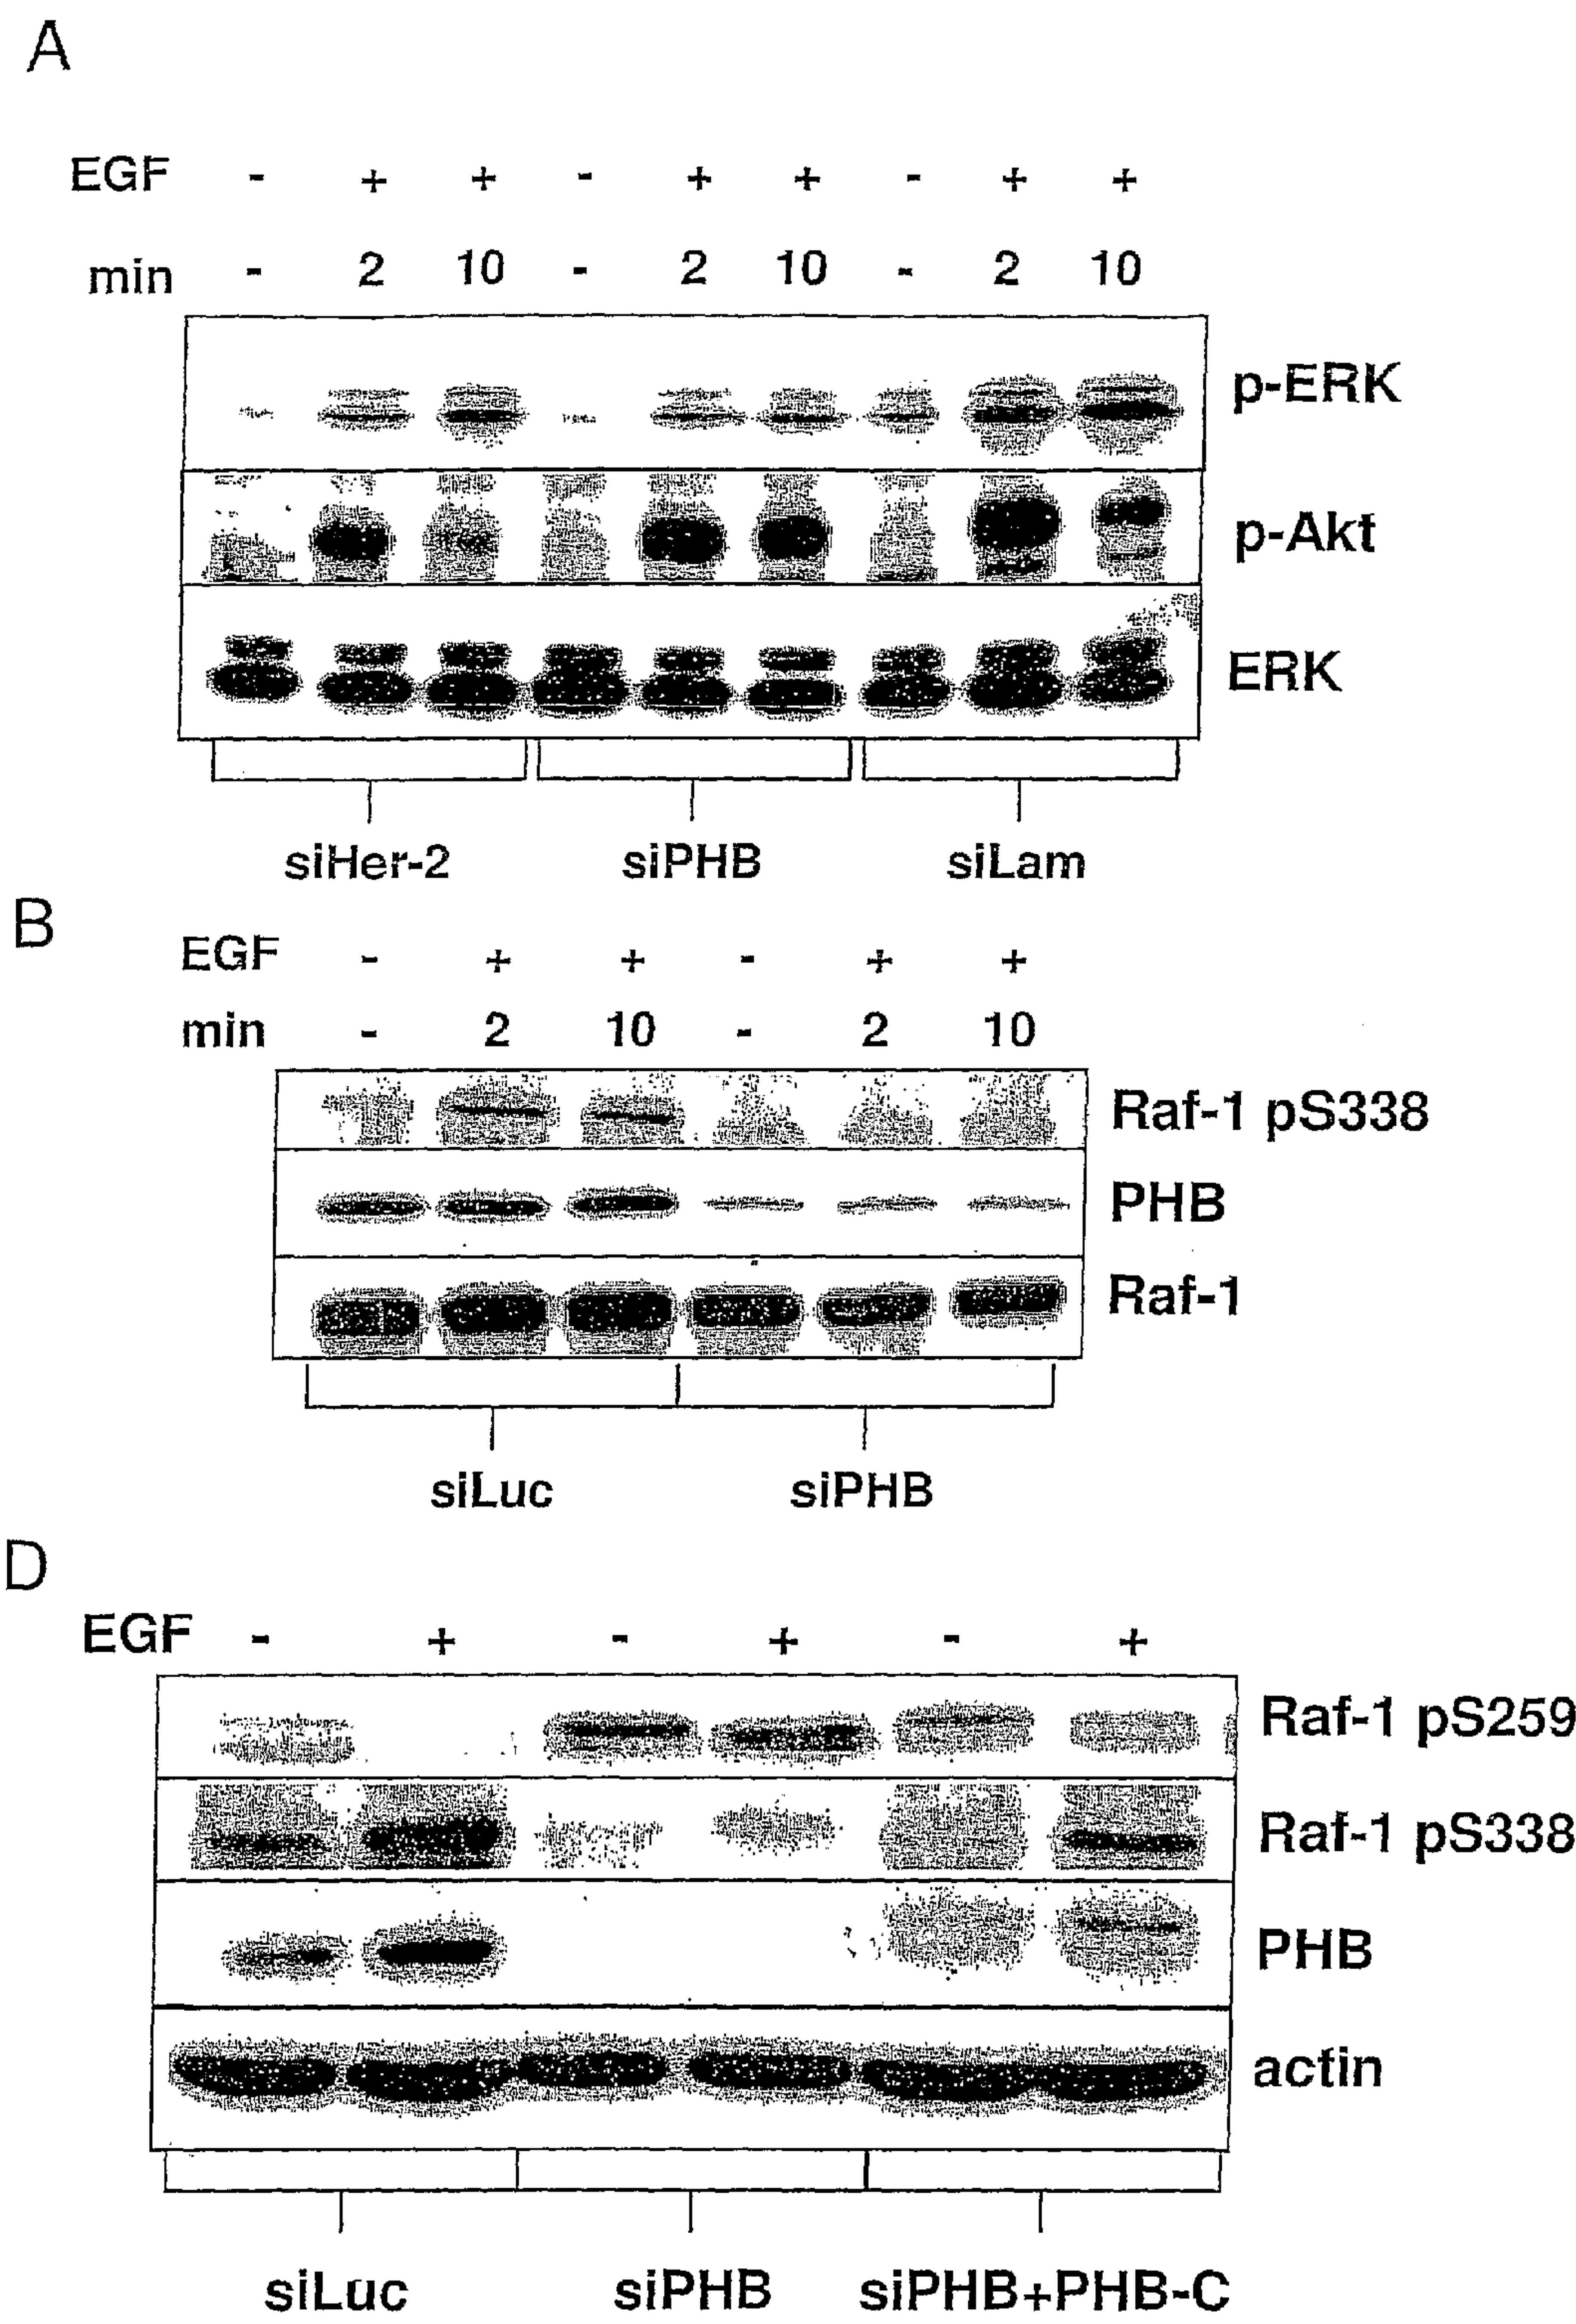 A
EGF - + + - + + - + +
min - 2 10 - 2 10 - 2 10
p-ERK
p-Akt
ERK
siHer-2 siPHB siLam
B
EGF - + + - + +
min - 2 10 - 2 10
Raf-1 pS338
PHB
Raf-1
siLuc siPHB
D
EGF - + - + - +
Raf-1 pS259
Raf-1 pS338
PHB
actin
siLuc siPHB siPHB+PHB-C